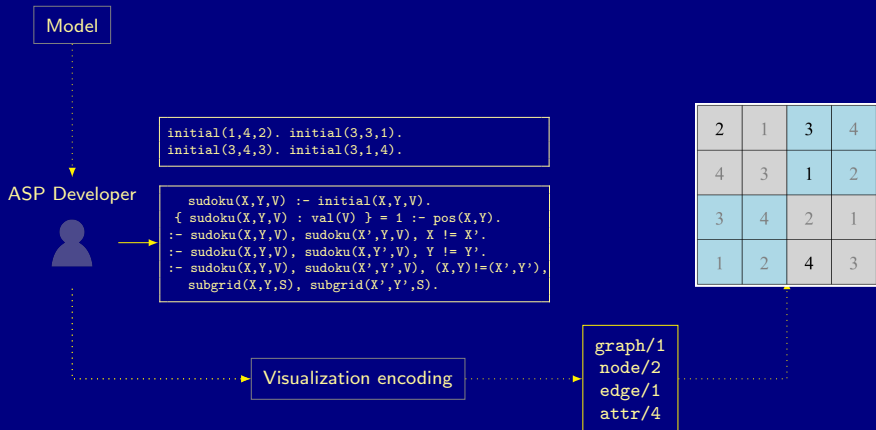 Model
initial(1,4,2). initial(3,3,1).
initial(3,4,3). initial(3,1,4).
ASP Developer
sudoku(X,Y,V) :- initial(X,Y,V).
{ sudoku(X,Y,V) : val(V) } = 1 :- pos(X,Y).
:- sudoku(X,Y,V), sudoku(X',Y,V), X != X'.
:- sudoku(X,Y,V), sudoku(X,Y',V), Y != Y'.
:- sudoku(X,Y,V), sudoku(X',Y',V), (X,Y)!=(X',Y'),
subgrid(X,Y,S), subgrid(X',Y',S).
2 1 3 4
4 3 1 2
3 4 2 1
1 2 4 3
Visualization encoding
graph/1
node/2
edge/1
attr/4